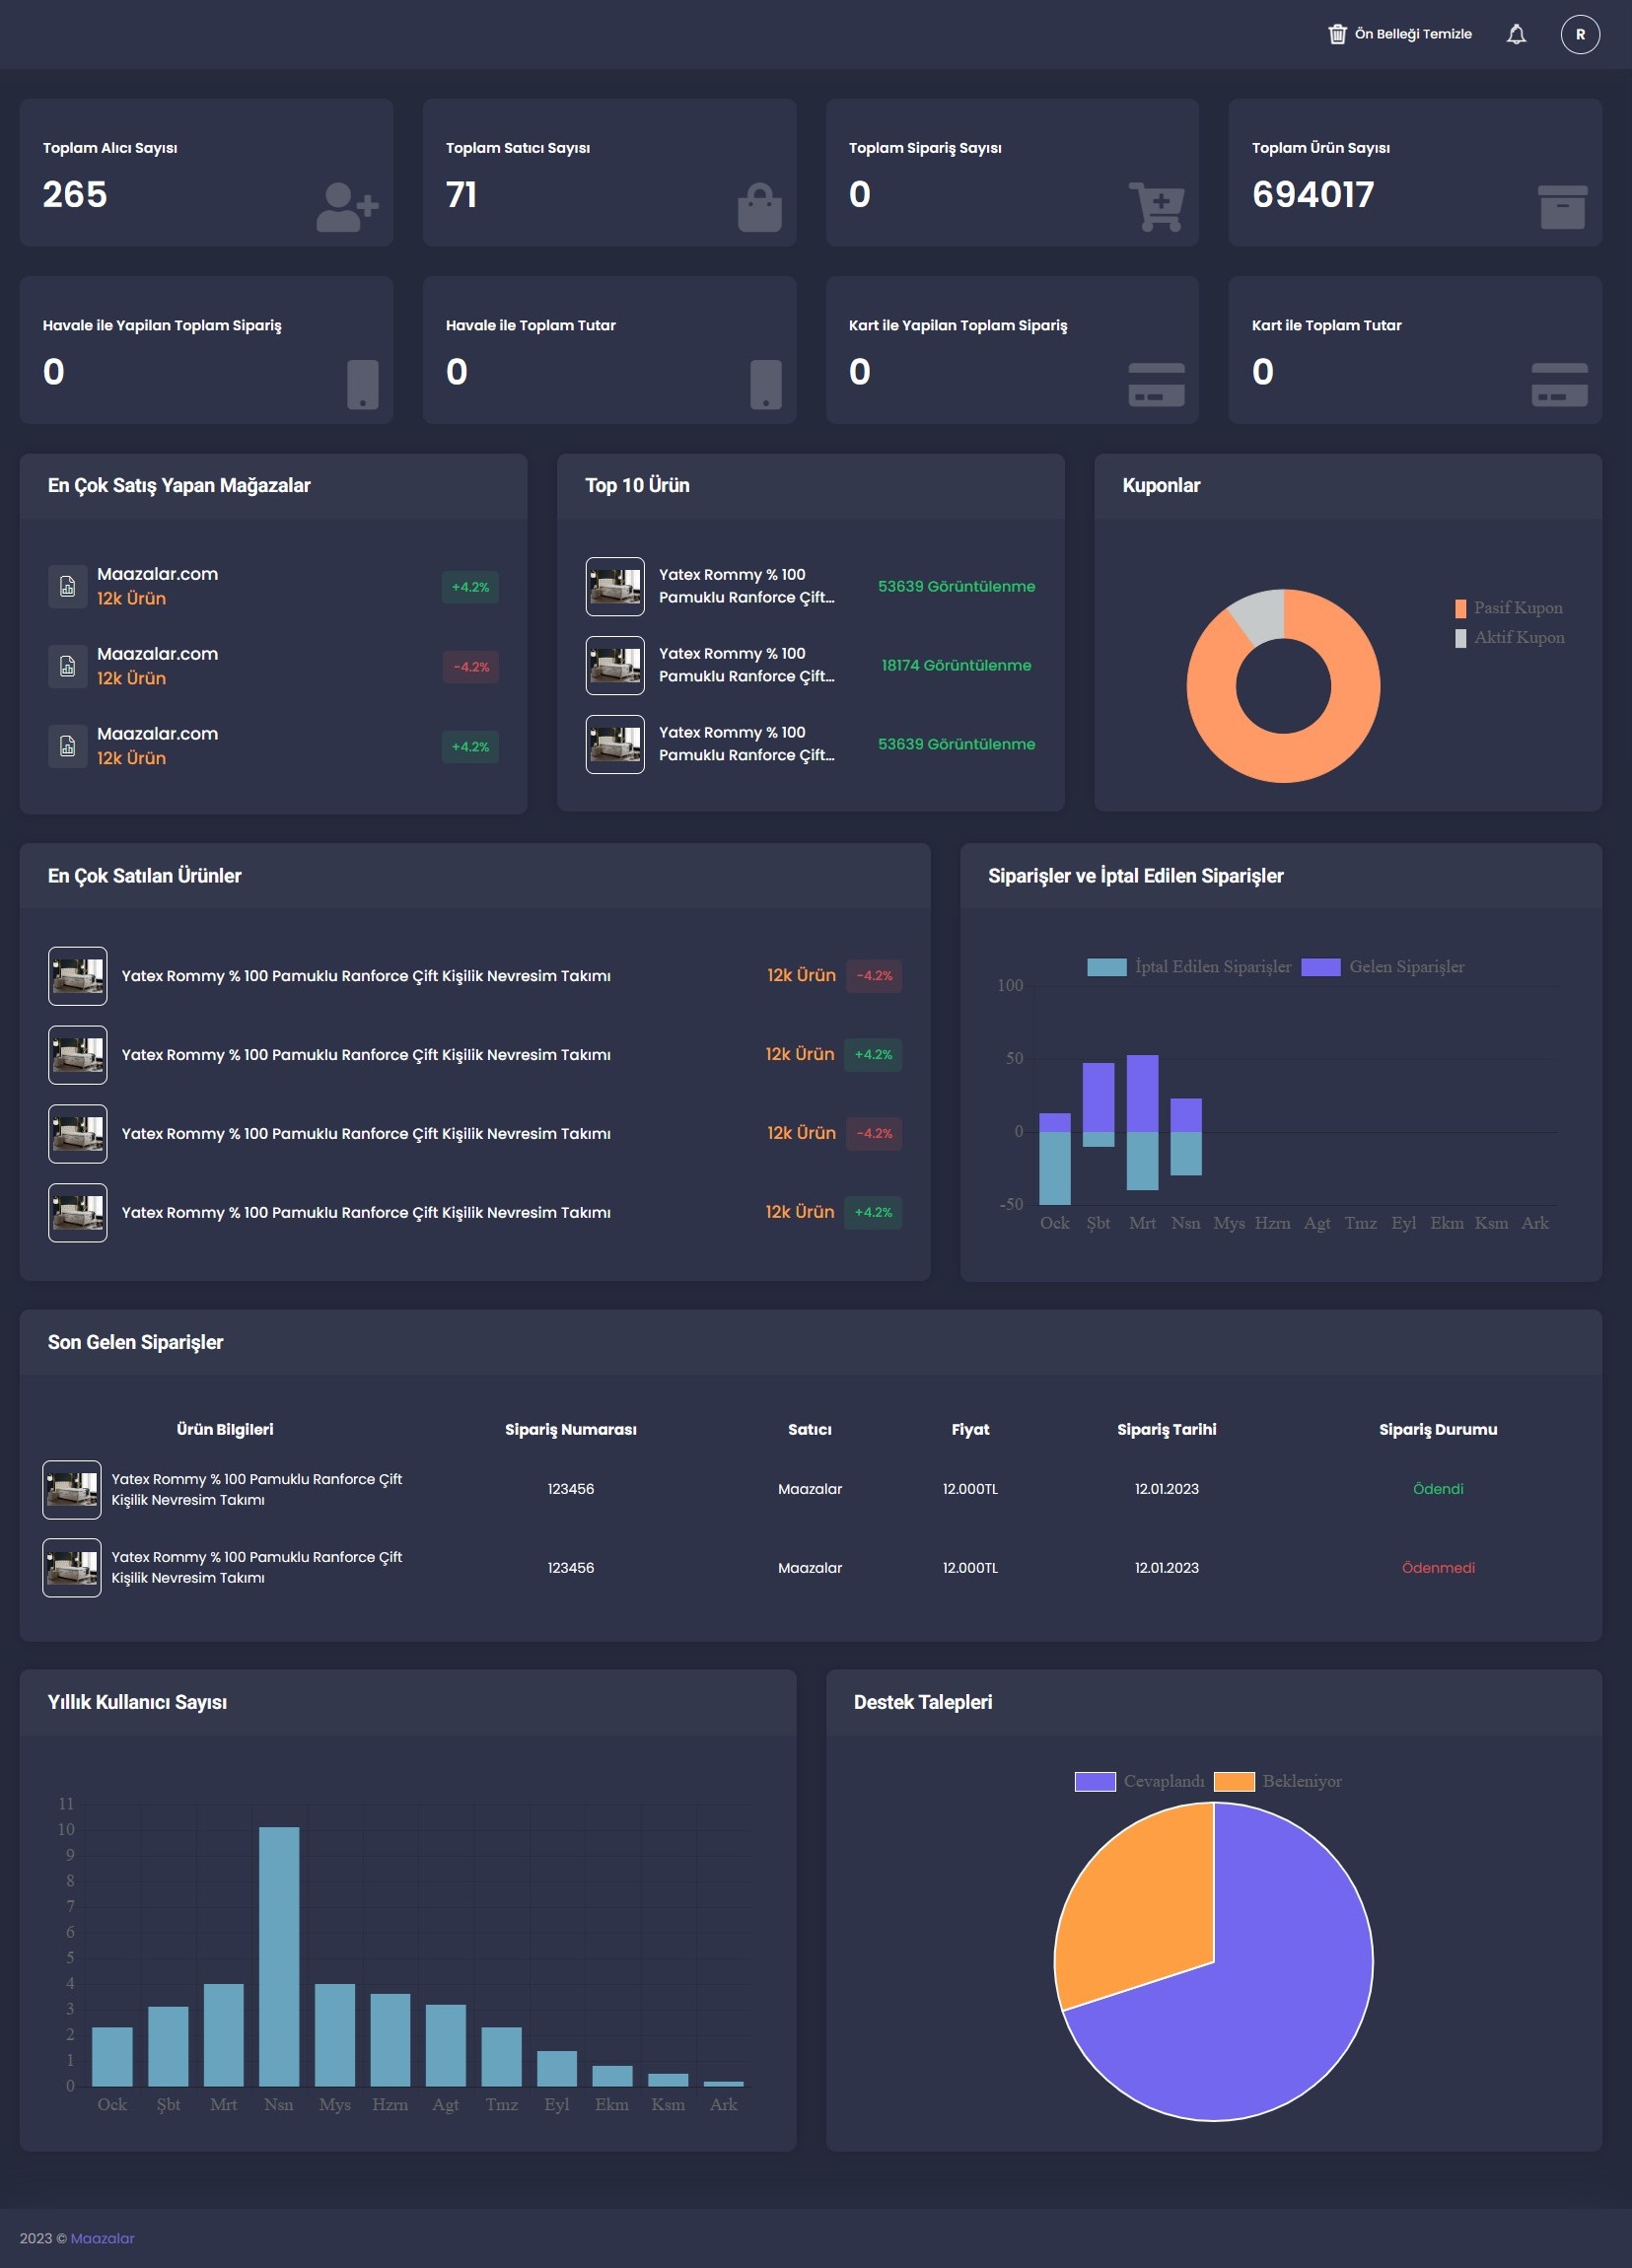 Ön Belleği Temizle
R
Toplam Alıcı Sayısı
265
Toplam Satıcı Sayısı
71
Toplam Sipariş Sayısı
0
Toplam Ürün Sayısı
694017
Havale ile Yapilan Toplam Sipariş
0
Havale ile Toplam Tutar
0
Kart ile Yapilan Toplam Sipariş
0
Kart ile Toplam Tutar
0
En Çok Satış Yapan Mağazalar
Maazalar.com
12k Ürün
+4.2%
Maazalar.com
12k Ürün
-4.2%
Maazalar.com
12k Ürün
+4.2%
Top 10 Ürün
Yatex Rommy % 100
Pamuklu Ranforce Çift...
53639 Görüntülenme
Yatex Rommy % 100
Pamuklu Ranforce Çift...
18174 Görüntülenme
Yatex Rommy % 100
Pamuklu Ranforce Çift...
53639 Görüntülenme
Kuponlar
Pasif Kupon
Aktif Kupon
En Çok Satılan Ürünler
Yatex Rommy % 100 Pamuklu Ranforce Çift Kişilik Nevresim Takımı 12k Ürün -4.2%
Yatex Rommy % 100 Pamuklu Ranforce Çift Kişilik Nevresim Takımı 12k Ürün +4.2%
Yatex Rommy % 100 Pamuklu Ranforce Çift Kişilik Nevresim Takımı 12k Ürün -4.2%
Yatex Rommy % 100 Pamuklu Ranforce Çift Kişilik Nevresim Takımı 12k Ürün +4.2%
Siparişler ve İptal Edilen Siparişler
İptal Edilen Siparişler Gelen Siparişler
100
50
0
-50
Ock Şbt Mrt Nsn Mys Hzrn Agt Tmz Eyl Ekm Ksm Ark
Son Gelen Siparişler
Ürün Bilgileri Sipariş Numarası Satıcı Fiyat Sipariş Tarihi Sipariş Durumu
Yatex Rommy % 100 Pamuklu Ranforce Çift
Kişilik Nevresim Takımı
123456 Maazalar 12.000TL 12.01.2023 Ödendi
Yatex Rommy % 100 Pamuklu Ranforce Çift
Kişilik Nevresim Takımı
123456 Maazalar 12.000TL 12.01.2023 Ödenmedi
Yıllık Kullanıcı Sayısı
11
10
9
8
7
6
5
4
3
2
1
0
Ock Şbt Mrt Nsn Mys Hzrn Agt Tmz Eyl Ekm Ksm Ark
Destek Talepleri
Cevaplandı Bekleniyor
2023 © Maazalar